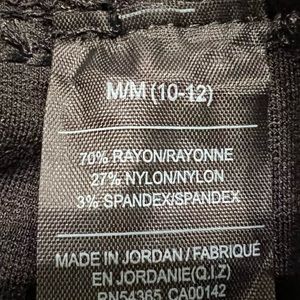 M/M (10-12)
70% RAYON/RAYONNE
27% NYLON/NYLON
3% SPANDEX/SPANDEX
MADE IN JORDAN / FABRIQUÉ
EN JORDANIE(Q.I.Z)
RN54365 CA00142